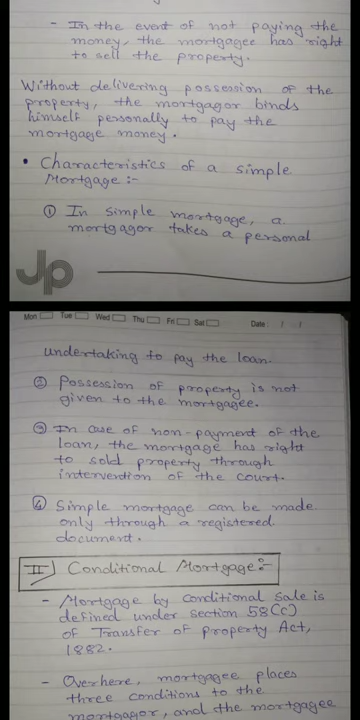 - In the event of not paying the
money, the mortgagee has right
to sell the property.
Without delivering possession of the
property, the mortgagor binds
himself personally to pay the
mortgage money.
• Characteristics of a simple
Mortgage :-
① In simple mortgage, a
mortgagor takes a personal
Jp
Mon Tue Wed Thu Fri Sat Date : / /
undertaking to pay the loan.
② Possession of property is not
given to the mortgagee.
③ In case of non-payment of the
loan, the mortgage has right
to sold property through
intervention of the court.
④ Simple mortgage can be made
only through a registered
document.
II) Conditional Mortgage :-
- Mortgage by conditional sale is
defined under section 58(c)
of Transfer of property Act,
1882.
- Overhere, mortgagee places
three conditions to the
mortgagor, and the mortgagee